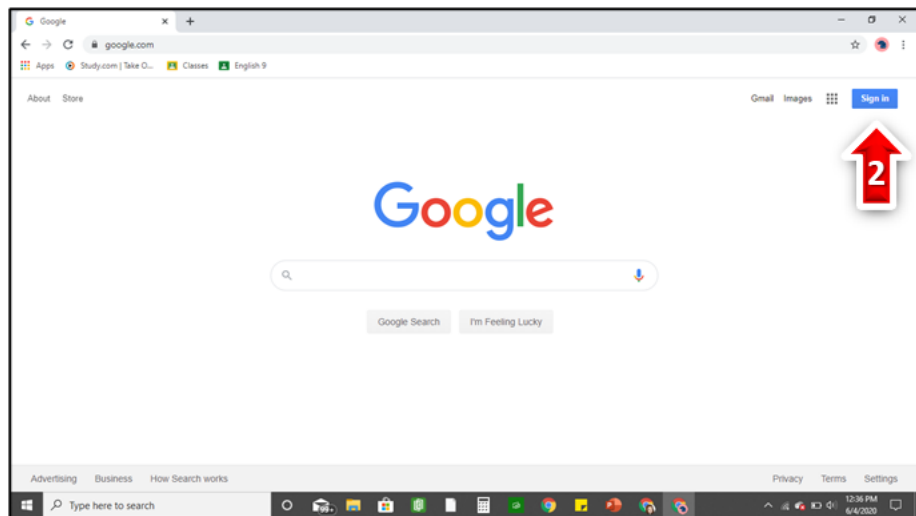 Google
google.com
Apps Study.com | Take O... Classes English 9
About Store Gmail Images Sign in
2
Google
Google Search I'm Feeling Lucky
Advertising Business How Search works Privacy Terms Settings
Type here to search 99+ 12:36 PM
6/4/2020